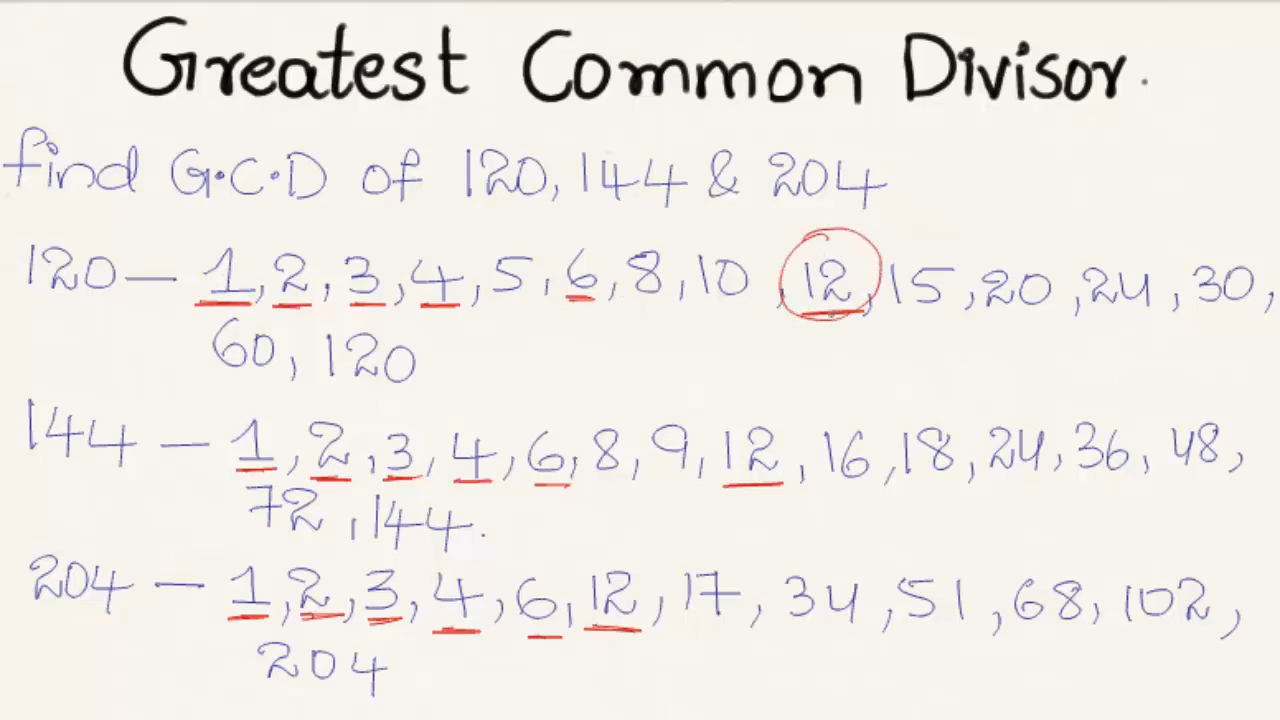 Greatest Common Divisor.
find G.C.D of 120, 144 & 204
120 — 1, 2, 3, 4, 5, 6, 8, 10, 12, 15, 20, 24, 30,
60, 120
144 — 1, 2, 3, 4, 6, 8, 9, 12, 16, 18, 24, 36, 48,
72, 144.
204 — 1, 2, 3, 4, 6, 12, 17, 34, 51, 68, 102,
204